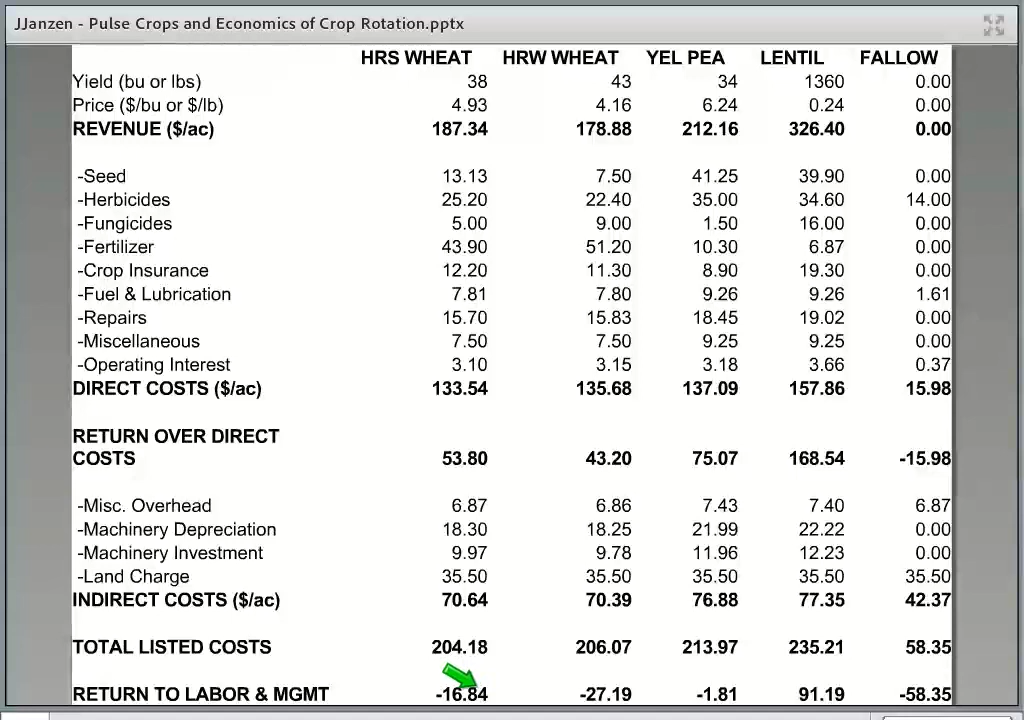 JJanzen - Pulse Crops and Economics of Crop Rotation.pptx
HRS WHEAT HRW WHEAT YEL PEA LENTIL FALLOW
Yield (bu or lbs) 38 43 34 1360 0.00
Price ($/bu or $/lb) 4.93 4.16 6.24 0.24 0.00
REVENUE ($/ac) 187.34 178.88 212.16 326.40 0.00
-Seed 13.13 7.50 41.25 39.90 0.00
-Herbicides 25.20 22.40 35.00 34.60 14.00
-Fungicides 5.00 9.00 1.50 16.00 0.00
-Fertilizer 43.90 51.20 10.30 6.87 0.00
-Crop Insurance 12.20 11.30 8.90 19.30 0.00
-Fuel & Lubrication 7.81 7.80 9.26 9.26 1.61
-Repairs 15.70 15.83 18.45 19.02 0.00
-Miscellaneous 7.50 7.50 9.25 9.25 0.00
-Operating Interest 3.10 3.15 3.18 3.66 0.37
DIRECT COSTS ($/ac) 133.54 135.68 137.09 157.86 15.98
RETURN OVER DIRECT
COSTS 53.80 43.20 75.07 168.54 -15.98
-Misc. Overhead 6.87 6.86 7.43 7.40 6.87
-Machinery Depreciation 18.30 18.25 21.99 22.22 0.00
-Machinery Investment 9.97 9.78 11.96 12.23 0.00
-Land Charge 35.50 35.50 35.50 35.50 35.50
INDIRECT COSTS ($/ac) 70.64 70.39 76.88 77.35 42.37
TOTAL LISTED COSTS 204.18 206.07 213.97 235.21 58.35
RETURN TO LABOR & MGMT -16.84 -27.19 -1.81 91.19 -58.35